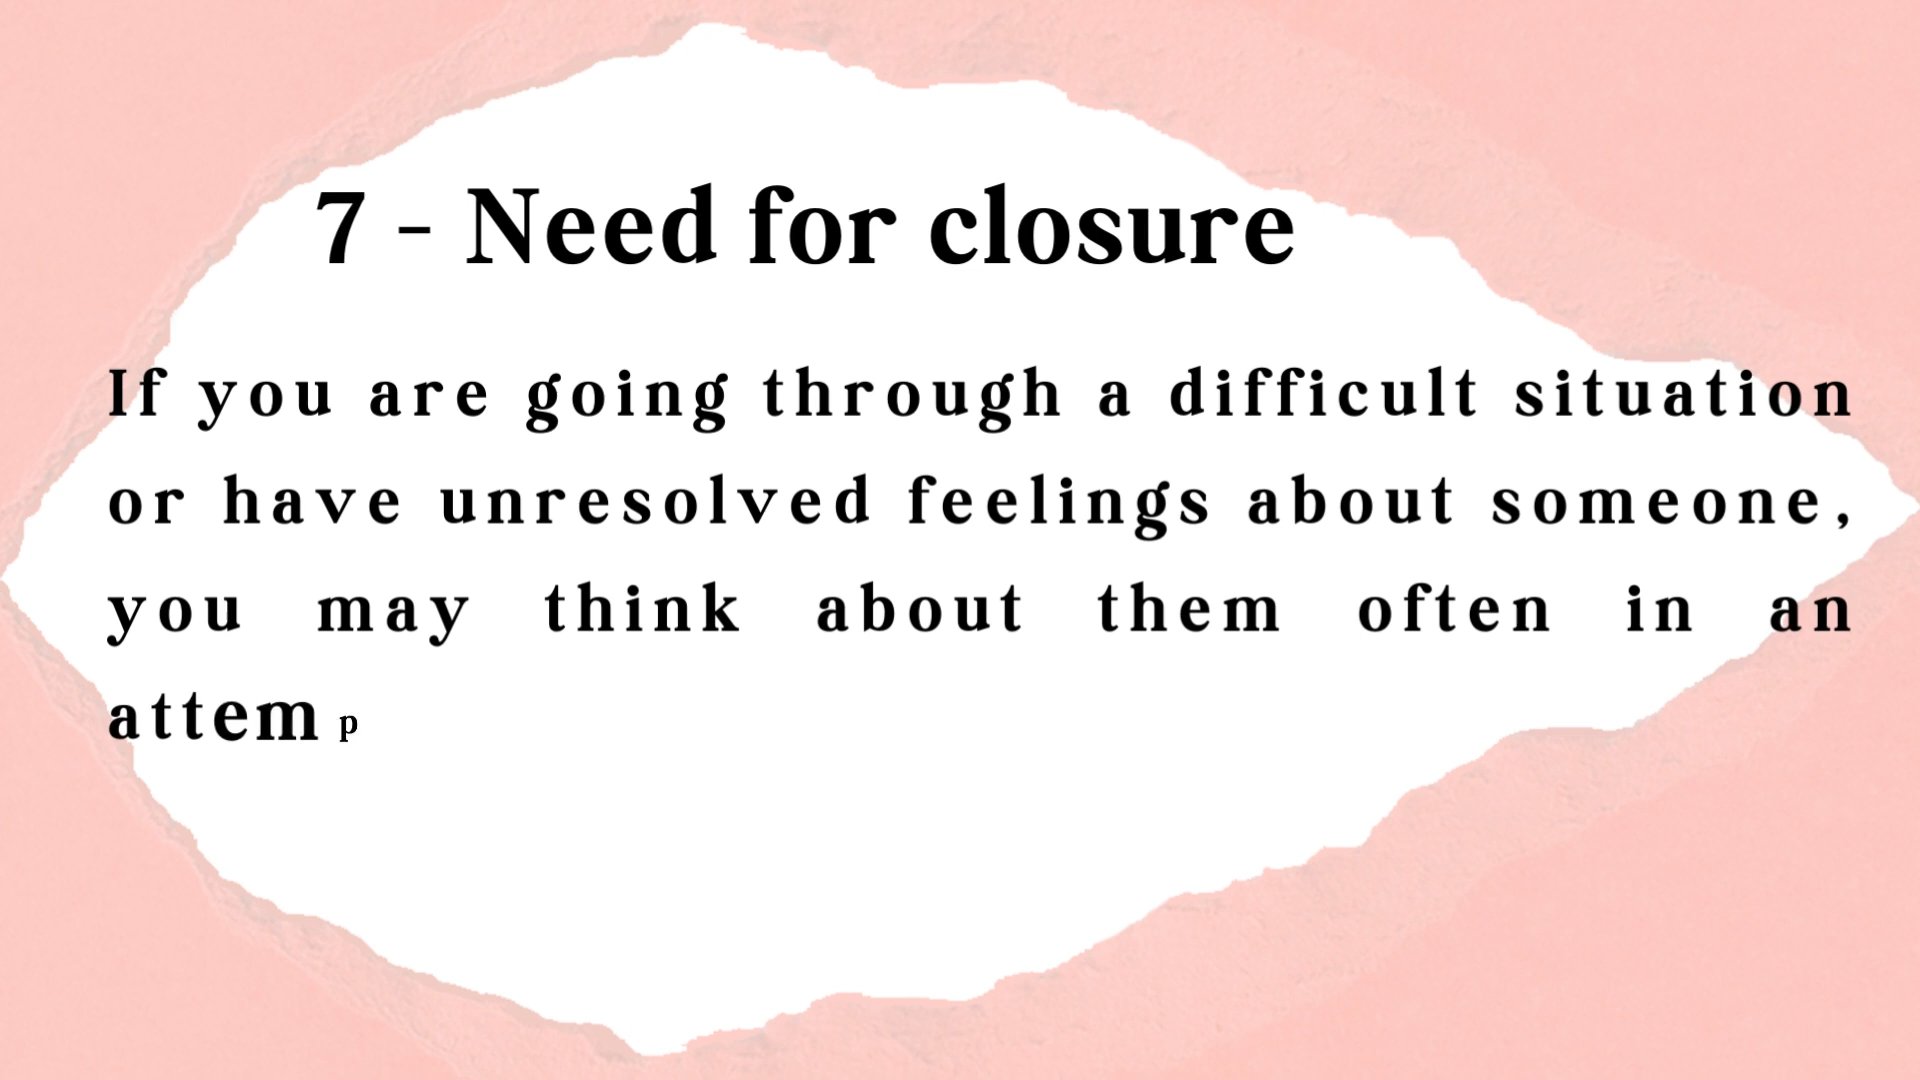 7 - Need for closure
If you are going through a difficult situation
or have unresolved feelings about someone,
you may think about them often in an
attemp